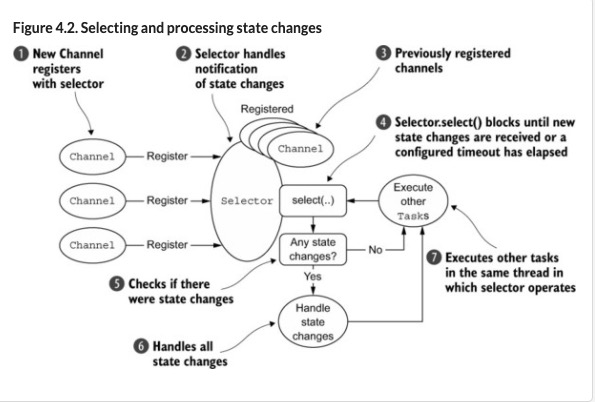 Figure 4.2. Selecting and processing state changes
1 New Channel
registers
with selector
2 Selector handles
notification
of state changes
3 Previously registered
channels
Registered
Channel
4 Selector.select() blocks until new
state changes are received or a
configured timeout has elapsed
Channel
Register
Channel
Register
Channel
Register
Selector
select(..)
Execute
other
Tasks
Any state
changes?
No
Yes
5 Checks if there
were state changes
7 Executes other tasks
in the same thread in
which selector operates
Handle
state
changes
6 Handles all
state changes